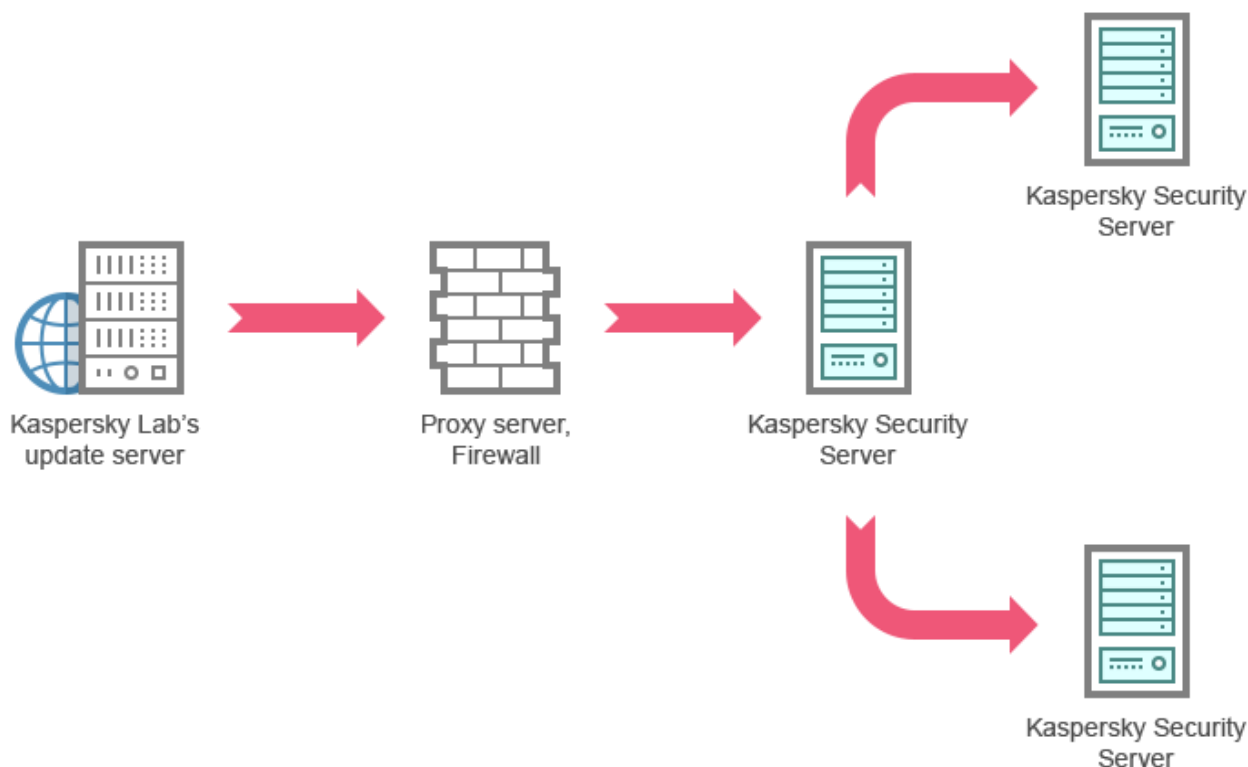 Kaspersky Security
Server
Kaspersky Lab’s
update server
Proxy server,
Firewall
Kaspersky Security
Server
Kaspersky Security
Server